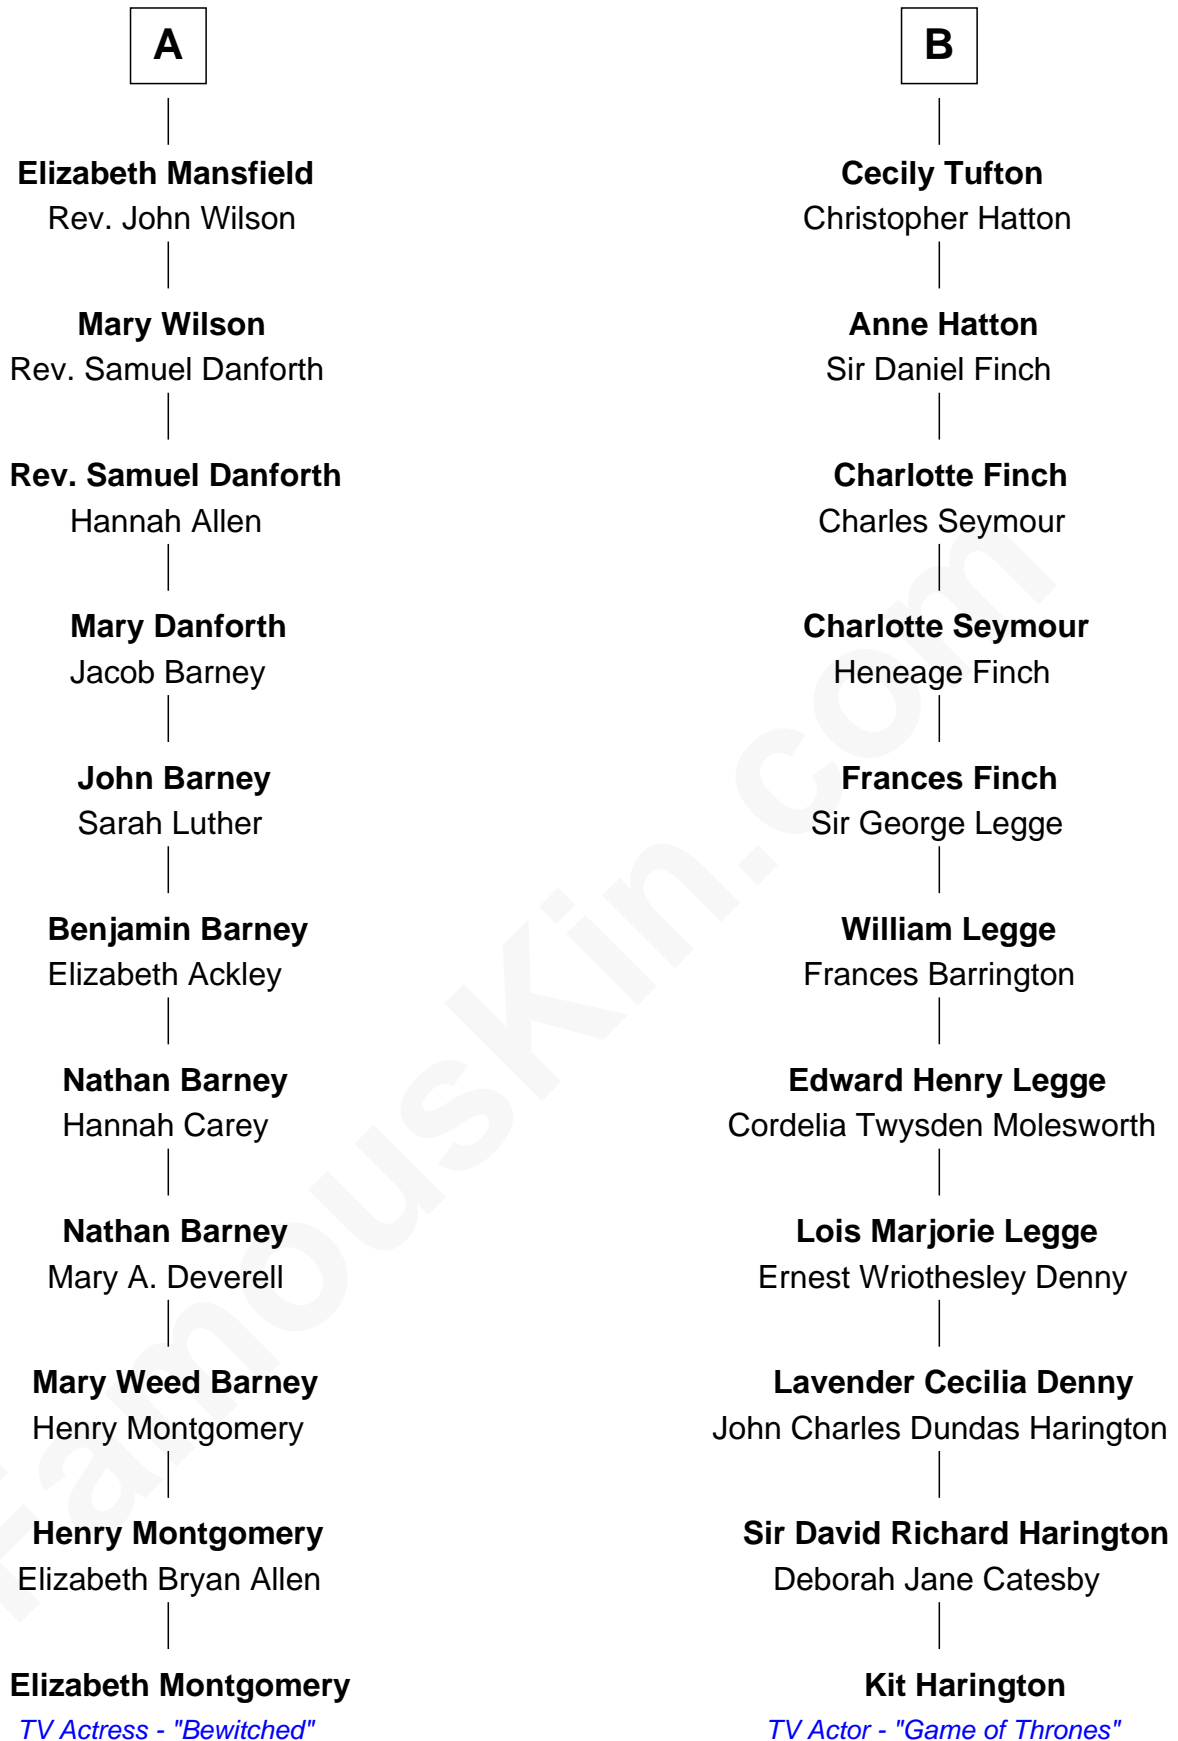 A
Elizabeth Mansfield
Rev. John Wilson
Mary Wilson
Rev. Samuel Danforth
Rev. Samuel Danforth
Hannah Allen
Mary Danforth
Jacob Barney
John Barney
Sarah Luther
Benjamin Barney
Elizabeth Ackley
Nathan Barney
Hannah Carey
Nathan Barney
Mary A. Deverell
Mary Weed Barney
Henry Montgomery
Henry Montgomery
Elizabeth Bryan Allen
Elizabeth Montgomery
TV Actress - "Bewitched"
B
Cecily Tufton
Christopher Hatton
Anne Hatton
Sir Daniel Finch
Charlotte Finch
Charles Seymour
Charlotte Seymour
Heneage Finch
Frances Finch
Sir George Legge
William Legge
Frances Barrington
Edward Henry Legge
Cordelia Twysden Molesworth
Lois Marjorie Legge
Ernest Wriothesley Denny
Lavender Cecilia Denny
John Charles Dundas Harington
Sir David Richard Harington
Deborah Jane Catesby
Kit Harington
TV Actor - "Game of Thrones"
FamousKin.com